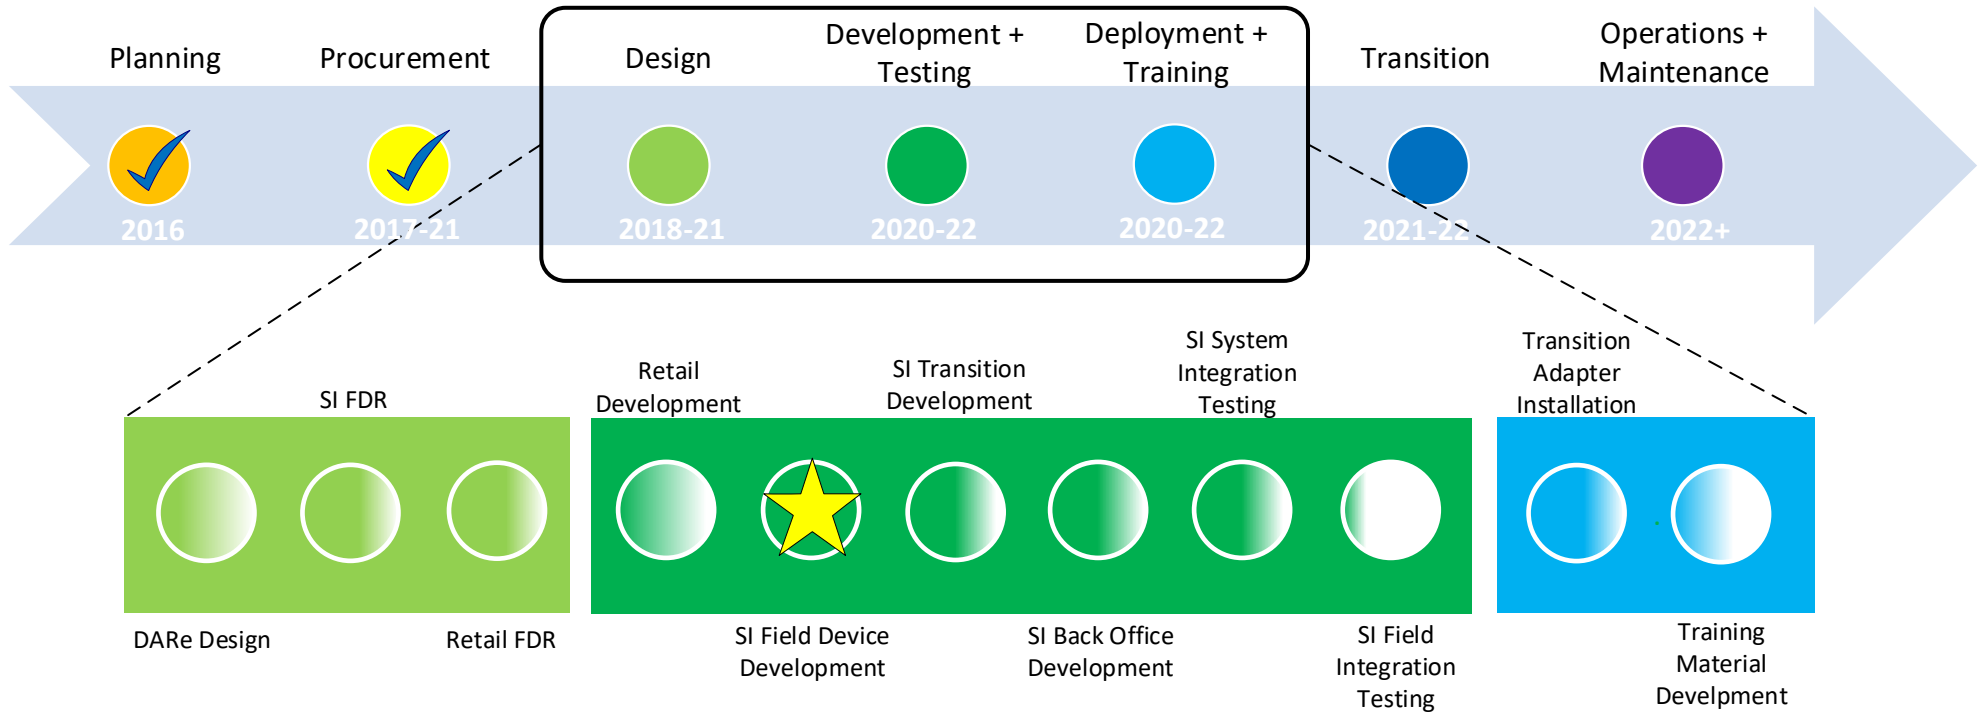 Planning
Procurement
Design
Development +
Testing
Deployment +
Training
Transition
Operations +
Maintenance
2016
2017-21
2018-21
2020-22
2020-22
2021-22
2022+
SI FDR
Retail
Development
SI Transition
Development
SI System
Integration
Testing
Transition
Adapter
Installation
DARe Design
Retail FDR
SI Field Device
Development
SI Back Office
Development
SI Field
Integration
Testing
Training
Material
Develpment